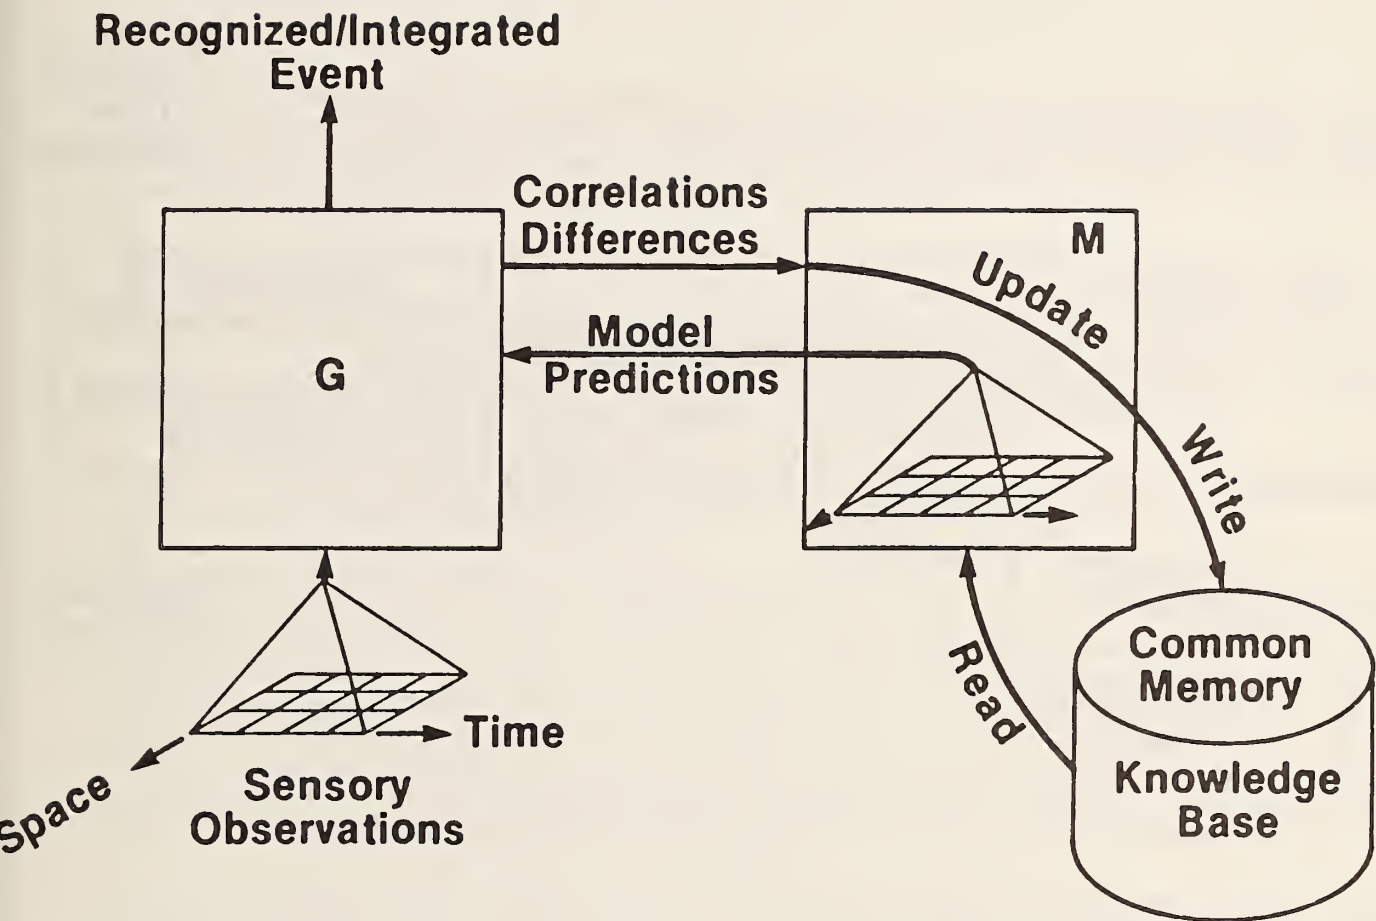 Recognized/Integrated
Event
Correlations
Differences
M
Update
Model
Predictions
G
Write
Read
Common
Memory
Knowledge
Base
Time
Space
Sensory
Observations